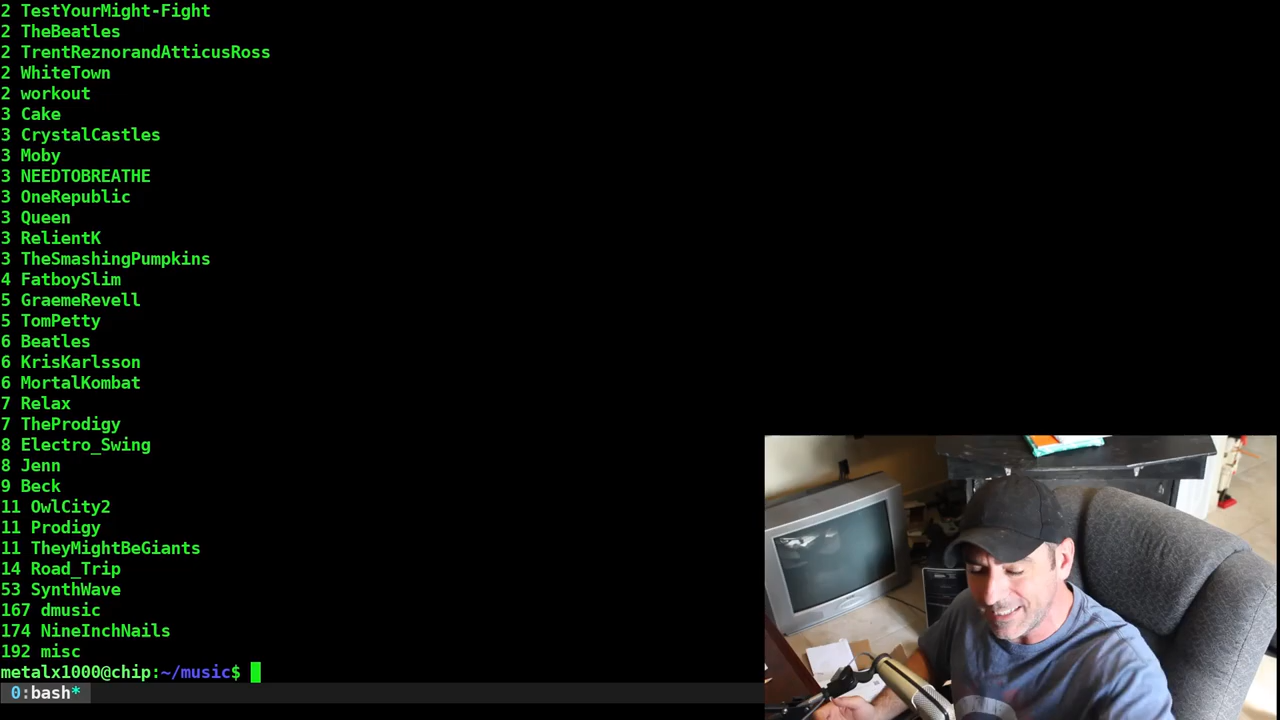 2 TestYourMight-Fight
2 TheBeatles
2 TrentReznorandAtticusRoss
2 WhiteTown
2 workout
3 Cake
3 CrystalCastles
3 Moby
3 NEEDTOBREATHE
3 OneRepublic
3 Queen
3 RelientK
3 TheSmashingPumpkins
4 FatboySlim
5 GraemeRevell
5 TomPetty
6 Beatles
6 KrisKarlsson
6 MortalKombat
7 Relax
7 TheProdigy
8 Electro_Swing
8 Jenn
9 Beck
11 OwlCity2
11 Prodigy
11 TheyMightBeGiants
14 Road_Trip
53 SynthWave
167 dmusic
174 NineInchNails
192 misc
metalx1000@chip:~/music$
0:bash*